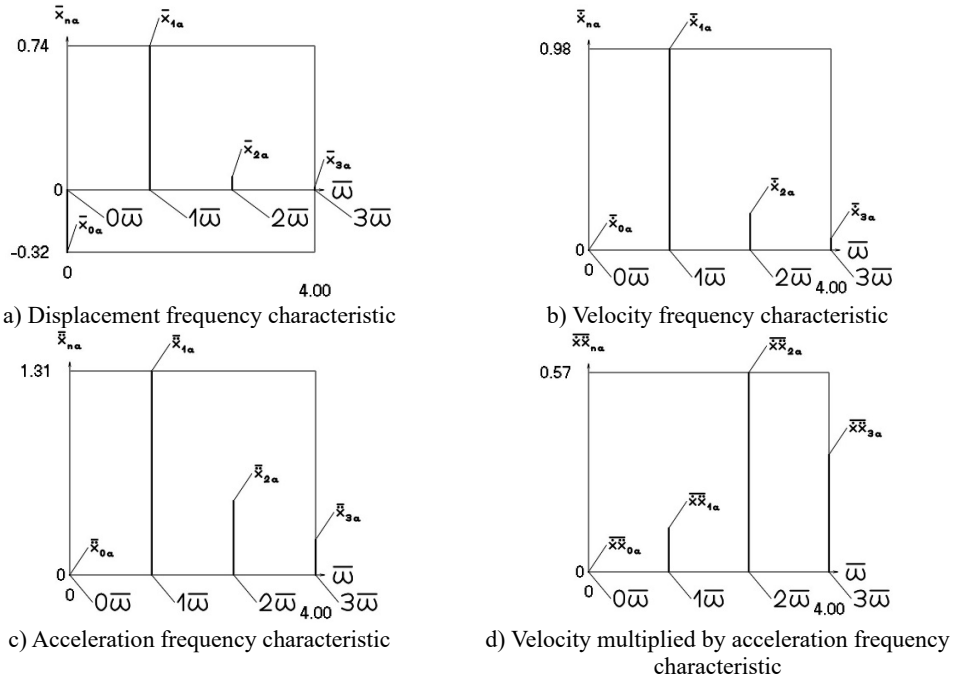 x̄ₙₐ
x̄₁ₐ
0.74
x̄₂ₐ
x̄₃ₐ
0
ω̄
0ω̄ 1ω̄ 2ω̄ 3ω̄
x̄₀ₐ
-0.32
0
4.00
a) Displacement frequency characteristic
ẋ̄ₙₐ
ẋ̄₁ₐ
0.98
ẋ̄₂ₐ
ẋ̄₀ₐ
ẋ̄₃ₐ
0
ω̄
0
0ω̄ 1ω̄ 2ω̄ 3ω̄
4.00
b) Velocity frequency characteristic
ẍ̄ₙₐ
ẍ̄₁ₐ
1.31
ẍ̄₂ₐ
ẍ̄₃ₐ
ẍ̄₀ₐ
0
ω̄
0
0ω̄ 1ω̄ 2ω̄ 3ω̄
4.00
c) Acceleration frequency characteristic
ẋ̄ẍ̄ₙₐ
ẋ̄ẍ̄₂ₐ
0.57
ẋ̄ẍ̄₃ₐ
ẋ̄ẍ̄₁ₐ
ẋ̄ẍ̄₀ₐ
0
ω̄
0
0ω̄ 1ω̄ 2ω̄ 3ω̄
4.00
d) Velocity multiplied by acceleration frequency
characteristic